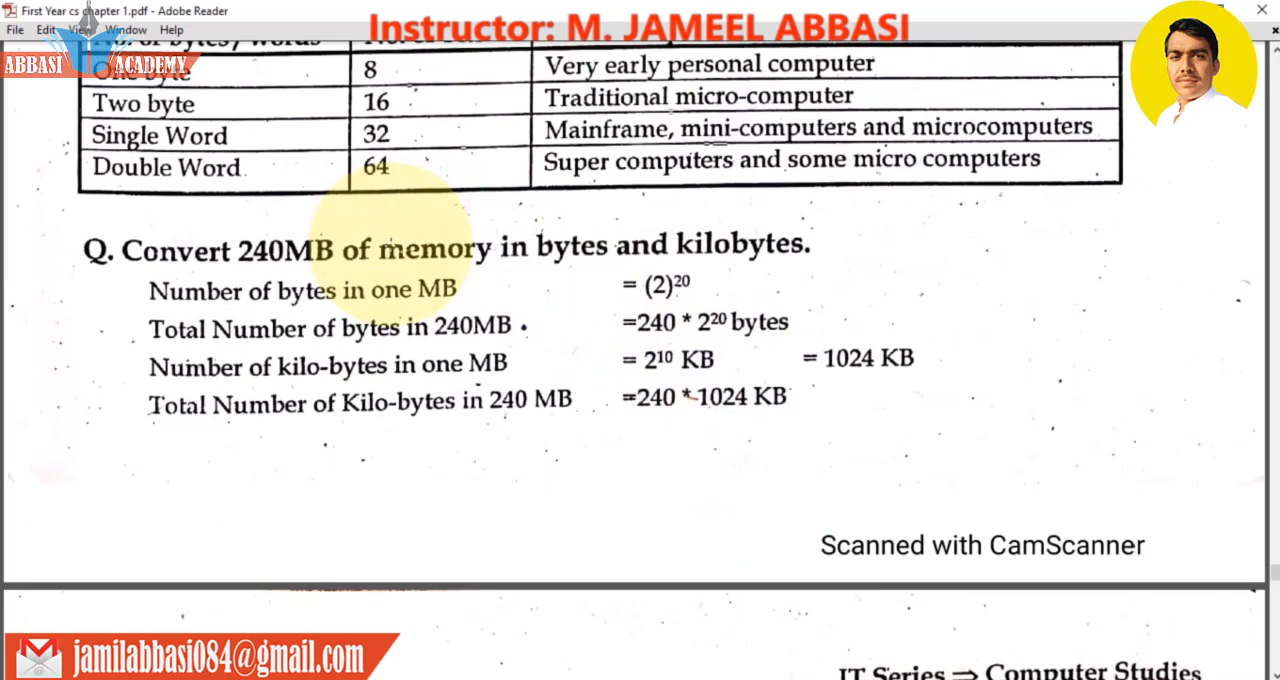 First Year cs chapter 1.pdf - Adobe Reader
File Edit View Window Help
Instructor: M. JAMEEL ABBASI
ABBASI ACADEMY
One byte 8 Very early personal computer
Two byte 16 Traditional micro-computer
Single Word 32 Mainframe, mini-computers and microcomputers
Double Word 64 Super computers and some micro computers
Q. Convert 240MB of memory in bytes and kilobytes.
Number of bytes in one MB = (2)²⁰
Total Number of bytes in 240MB =240 * 2²⁰ bytes
Number of kilo-bytes in one MB = 2¹⁰ KB = 1024 KB
Total Number of Kilo-bytes in 240 MB =240 * 1024 KB
Scanned with CamScanner
jamilabbasi084@gmail.com
IT Series ⇒ Computer Studies